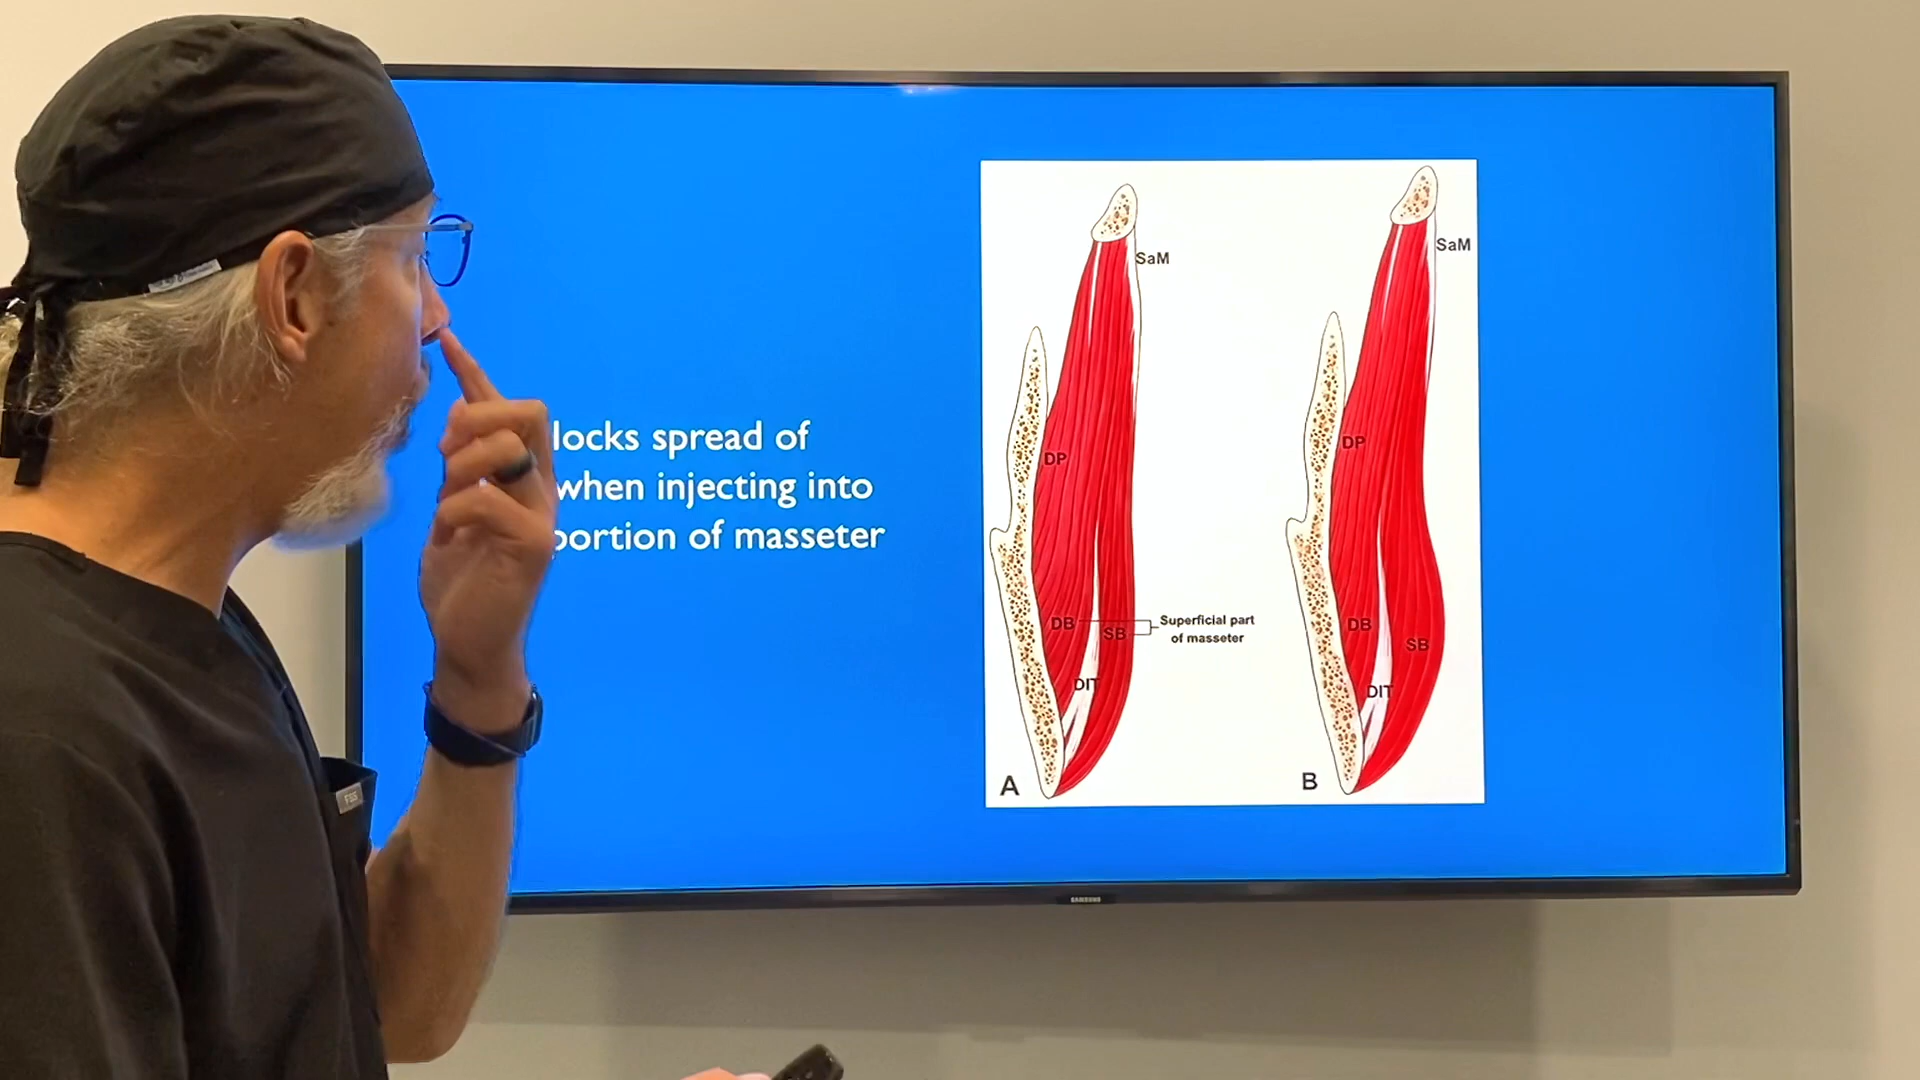 locks spread of
when injecting into
portion of masseter
SaM
DP
DB
SB
Superficial part
of masseter
DIT
A
SaM
DP
DB
SB
DIT
B
SAMSUNG
FSS